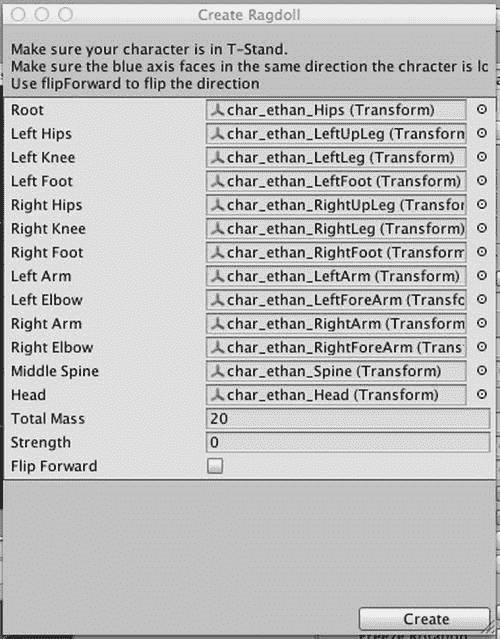 Create Ragdoll
Make sure your character is in T-Stand.
Make sure the blue axis faces in the same direction the chracter is lc
Use flipForward to flip the direction
Root char_ethan_Hips (Transform)
Left Hips char_ethan_LeftUpLeg (Transforn
Left Knee char_ethan_LeftLeg (Transform)
Left Foot char_ethan_LeftFoot (Transform)
Right Hips char_ethan_RightUpLeg (Transfor
Right Knee char_ethan_RightLeg (Transform)
Right Foot char_ethan_RightFoot (Transform
Left Arm char_ethan_LeftArm (Transform)
Left Elbow char_ethan_LeftForeArm (Transfc
Right Arm char_ethan_RightArm (Transform
Right Elbow char_ethan_RightForeArm (Trans
Middle Spine char_ethan_Spine (Transform)
Head char_ethan_Head (Transform)
Total Mass 20
Strength 0
Flip Forward
Create